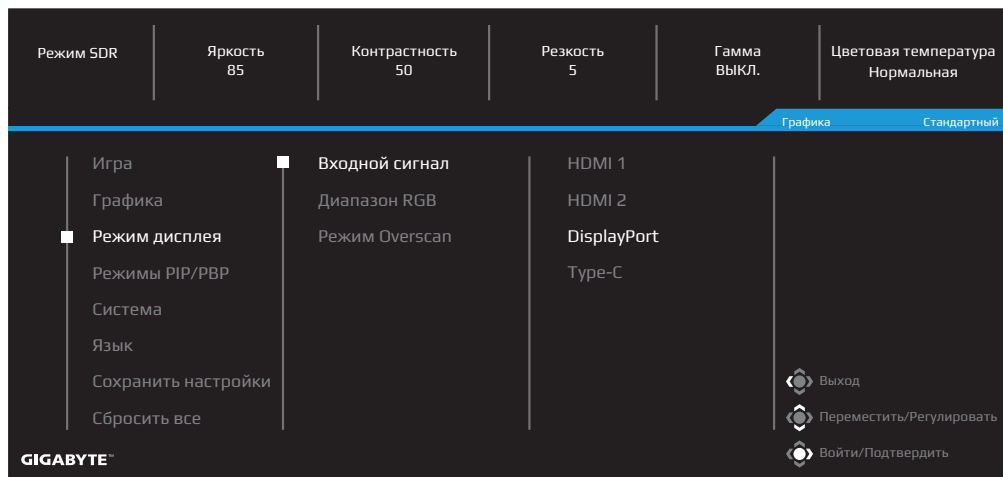 Режим SDR
Яркость
85
Контрастность
50
Резкость
5
Гамма
ВЫКЛ.
Цветовая температура
Нормальная
Графика Стандартный
Игра
Графика
Режим дисплея
Режимы PIP/PBP
Система
Язык
Сохранить настройки
Сбросить все
Входной сигнал
Диапазон RGB
Режим Overscan
HDMI 1
HDMI 2
DisplayPort
Type-C
Выход
Переместить/Регулировать
Войти/Подтвердить
GIGABYTE™